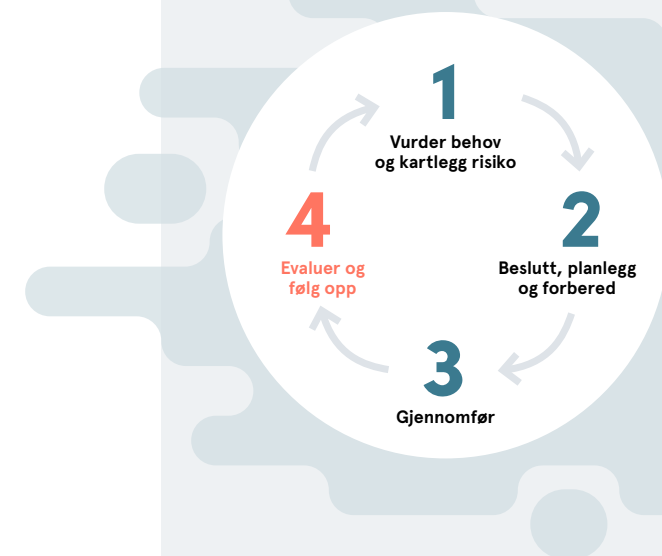 1
Vurder behov
og kartlegg risiko
2
Beslutt, planlegg
og forbered
3
Gjennomfør
4
Evaluer og
følg opp